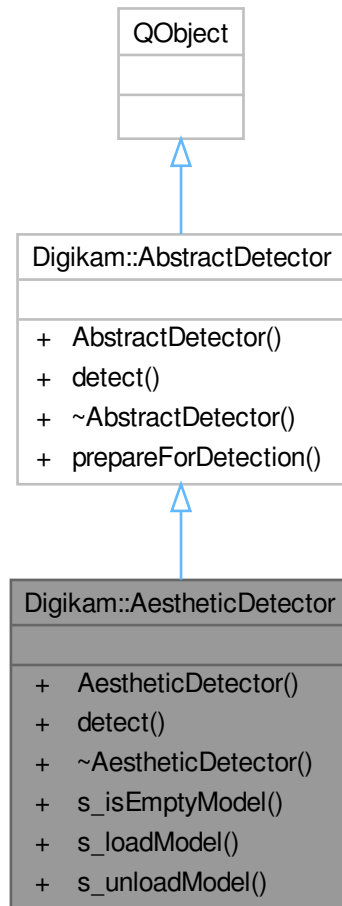 QObject
Digikam::AbstractDetector
+ AbstractDetector()
+ detect()
+ ~AbstractDetector()
+ prepareForDetection()
Digikam::AestheticDetector
+ AestheticDetector()
+ detect()
+ ~AestheticDetector()
+ s_isEmptyModel()
+ s_loadModel()
+ s_unloadModel()